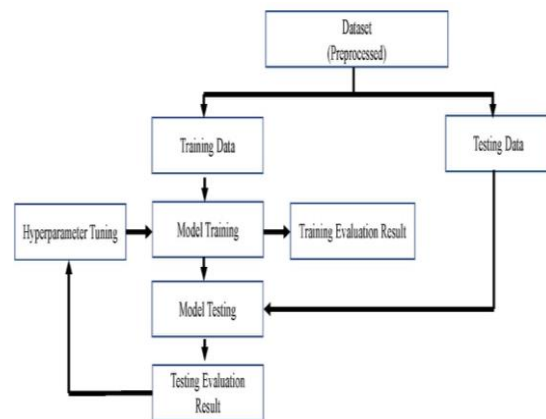 Dataset
(Preprocessed)
Training Data
Testing Data
Hyperparameter Tuning
Model Training
Training Evaluation Result
Model Testing
Testing Evaluation
Result